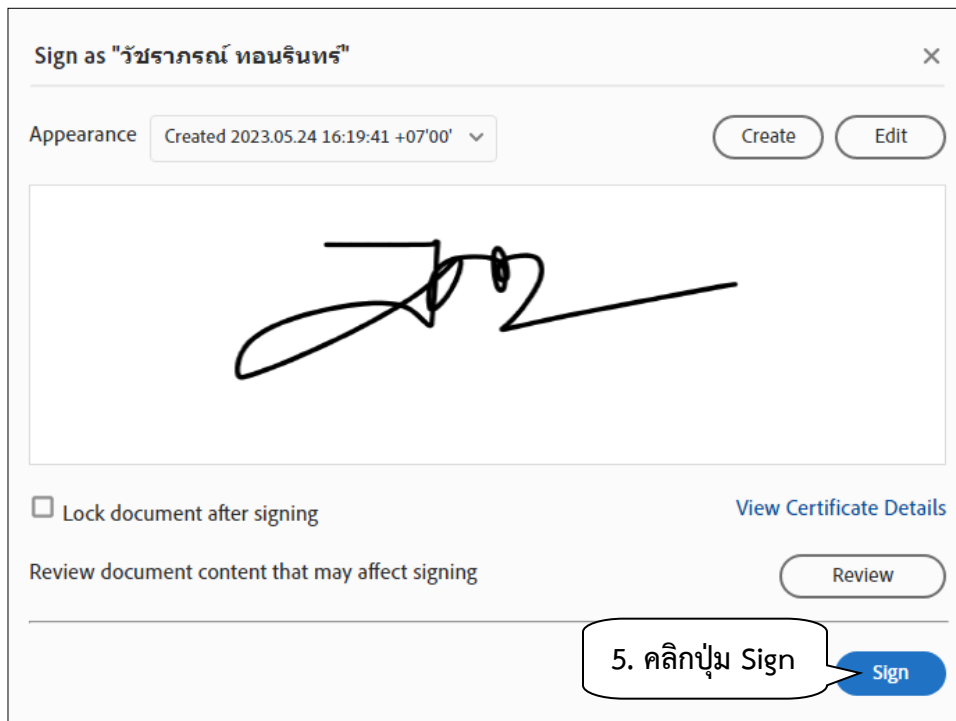 Sign as "วัชราภรณ์ ทอนรินทร์"
Appearance Created 2023.05.24 16:19:41 +07'00' Create Edit
Lock document after signing View Certificate Details
Review document content that may affect signing Review
5. คลิกปุ่ม Sign Sign